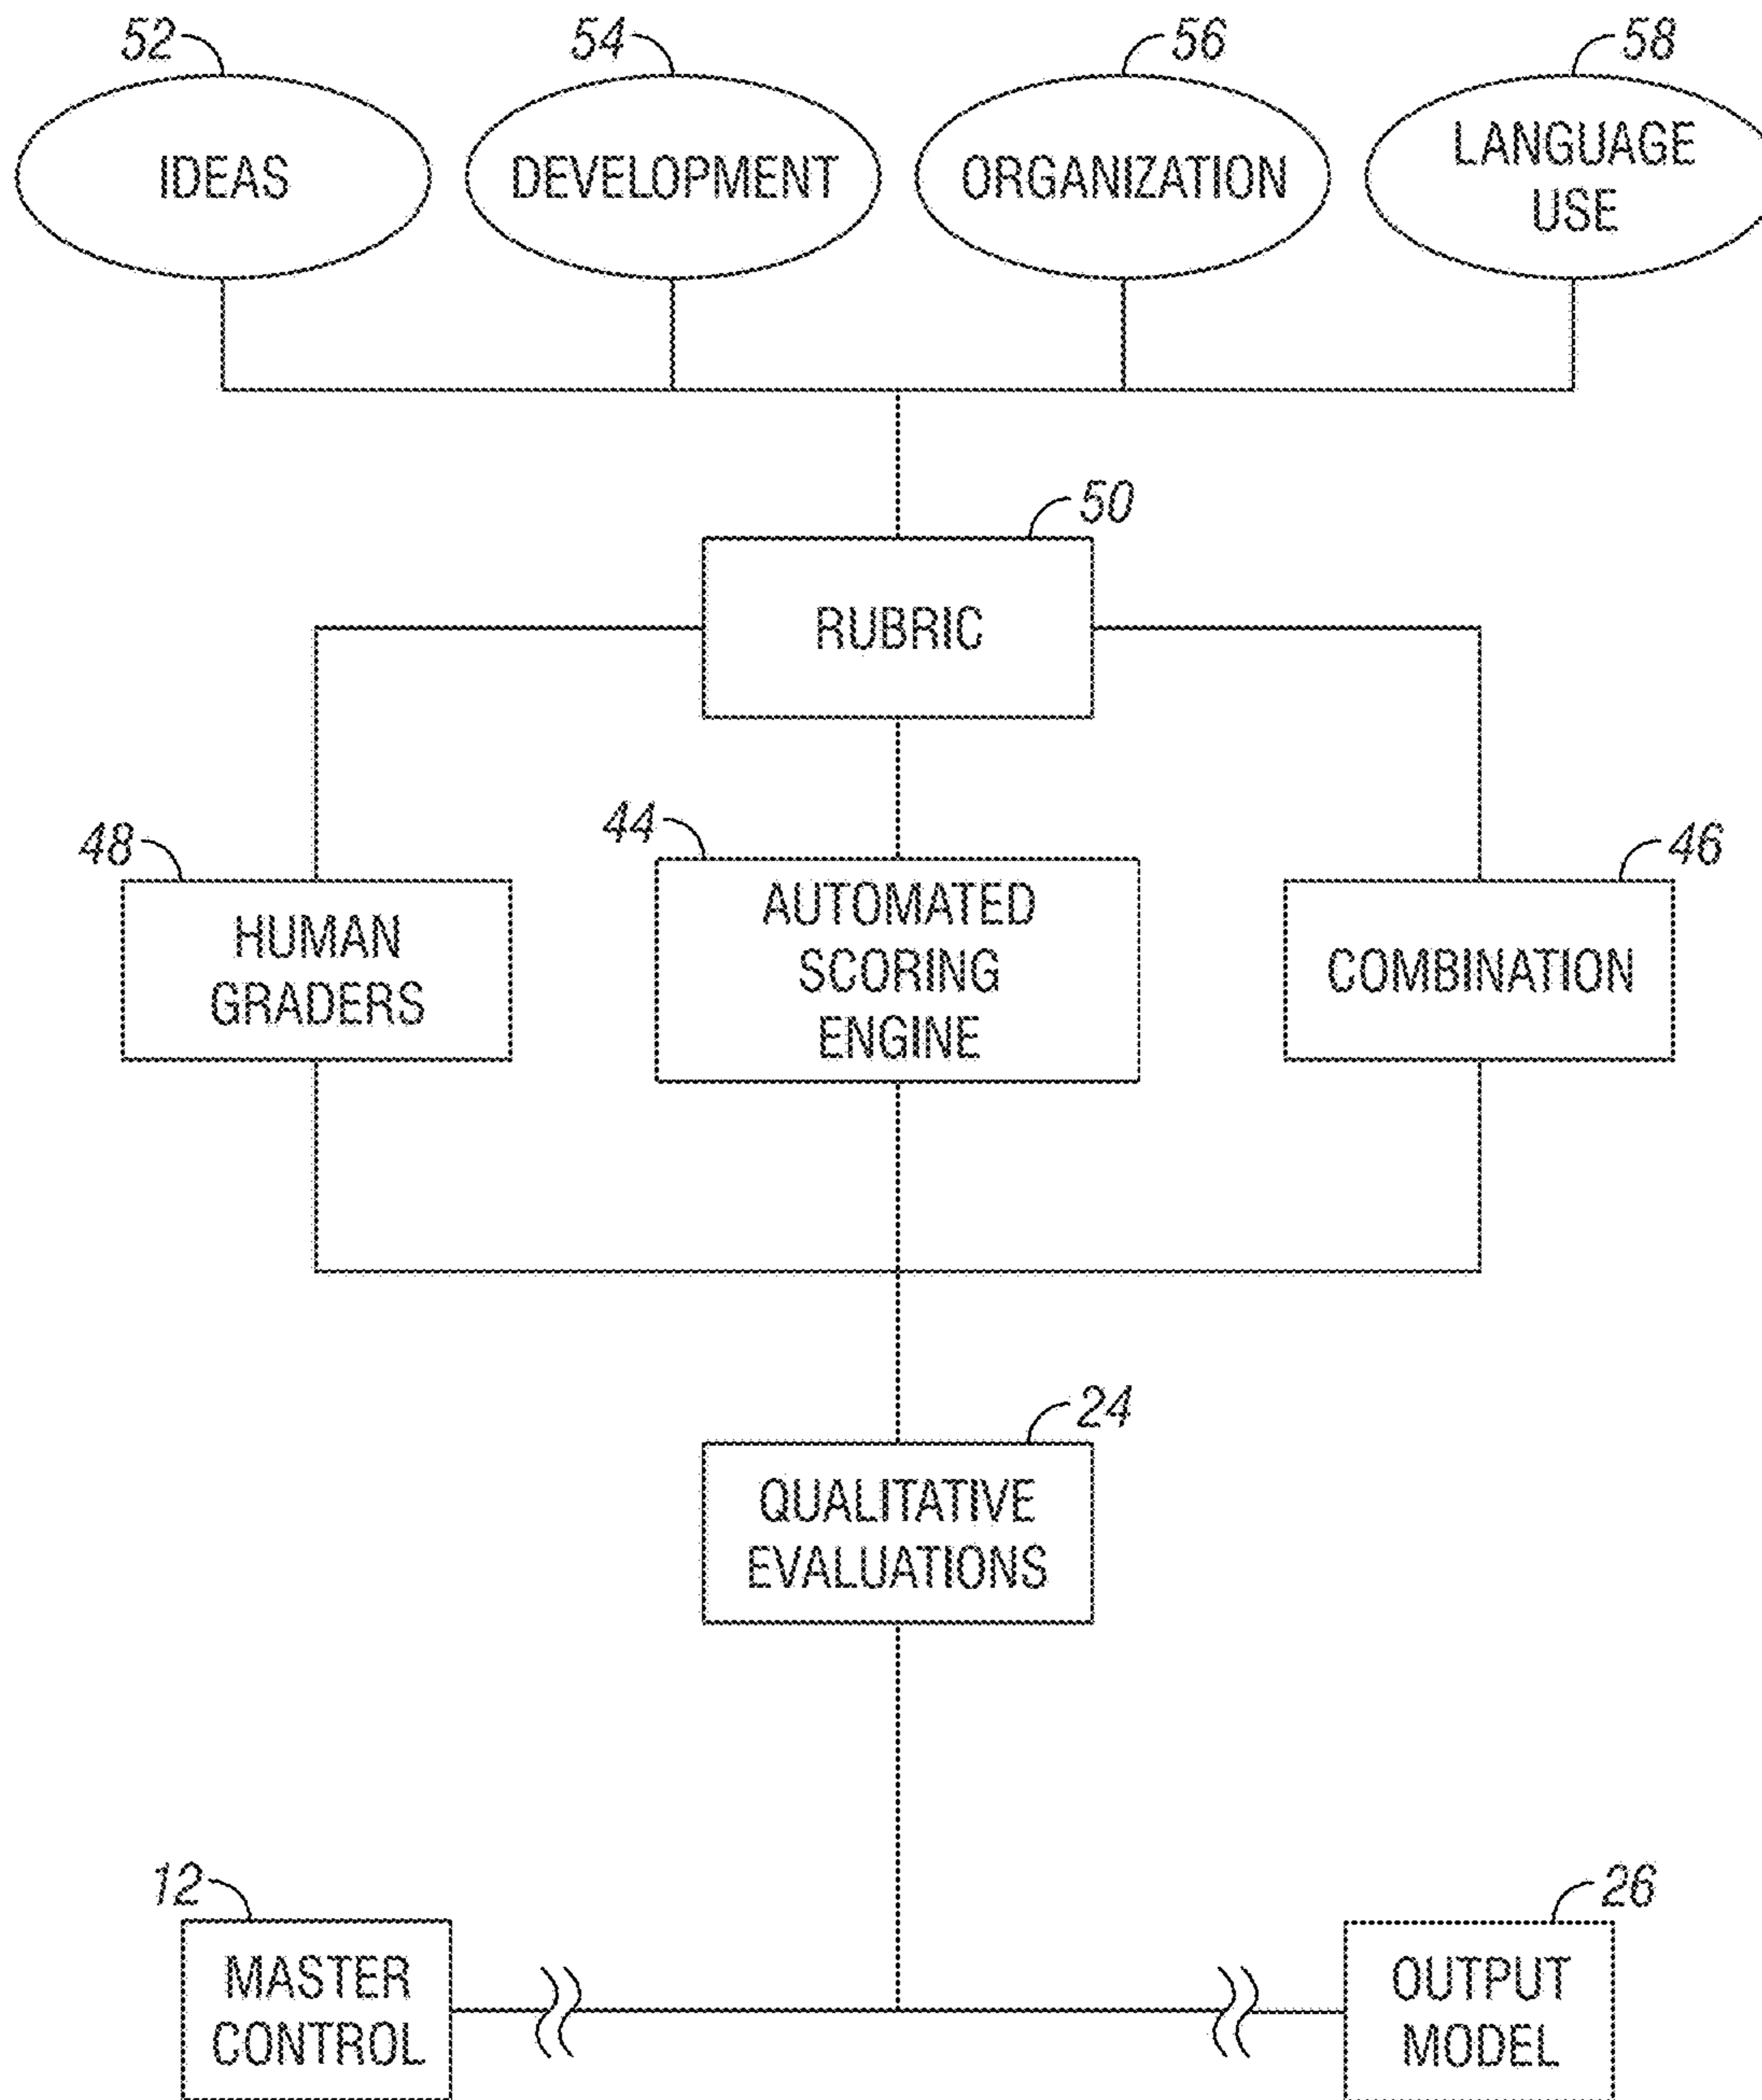 52
54
56
58
IDEAS
DEVELOPMENT
ORGANIZATION
LANGUAGE
USE
50
RUBRIC
48
HUMAN
GRADERS
44
AUTOMATED
SCORING
ENGINE
46
COMBINATION
24
QUALITATIVE
EVALUATIONS
12
MASTER
CONTROL
26
OUTPUT
MODEL